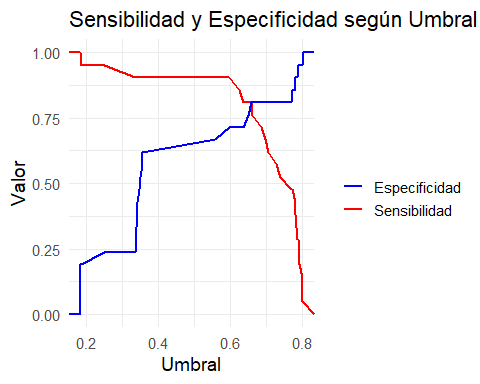 Sensibilidad y Especificidad según Umbral
1.00
0.75
0.50
0.25
0.00
Valor
0.2 0.4 0.6 0.8
Umbral
Especificidad
Sensibilidad